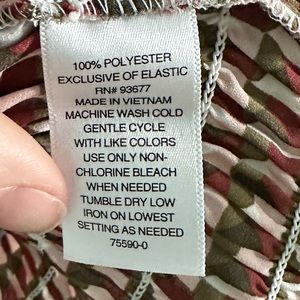 100% POLYESTER
EXCLUSIVE OF ELASTIC
RN# 93677
MADE IN VIETNAM
MACHINE WASH COLD
GENTLE CYCLE
WITH LIKE COLORS
USE ONLY NON-
CHLORINE BLEACH
WHEN NEEDED
TUMBLE DRY LOW
IRON ON LOWEST
SETTING AS NEEDED
75590-0